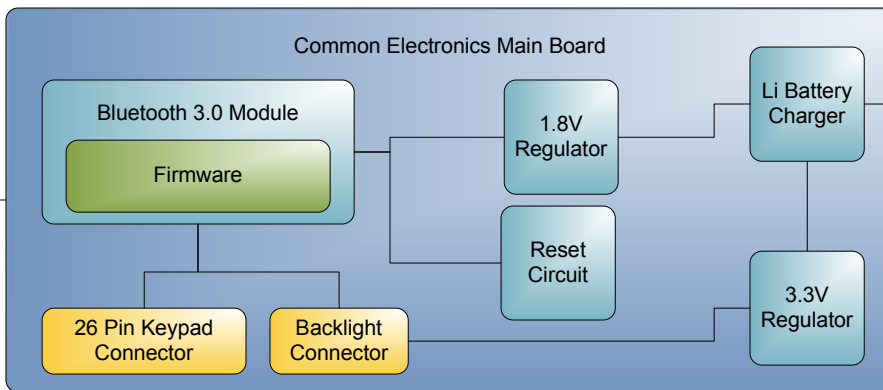 Common Electronics Main Board
Bluetooth 3.0 Module
Firmware
1.8V
Regulator
Li Battery
Charger
Reset
Circuit
3.3V
Regulator
26 Pin Keypad
Connector
Backlight
Connector